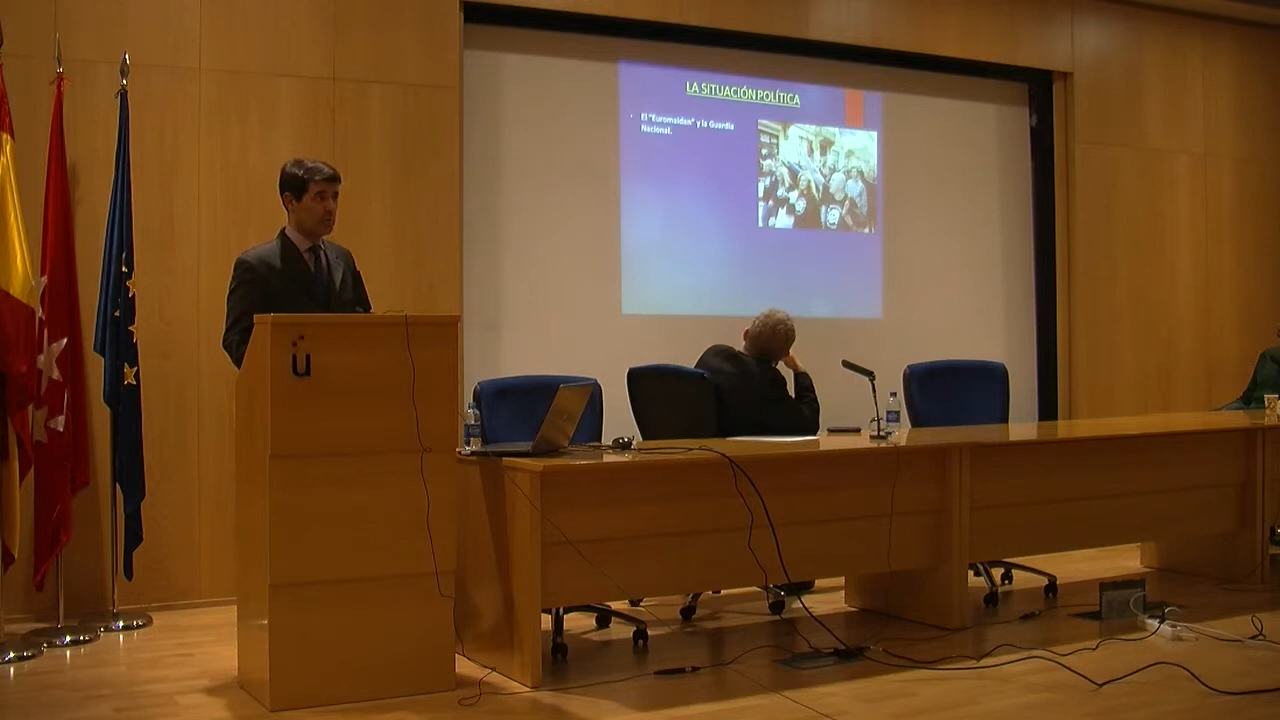 LA SITUACIÓN POLÍTICA
• El "Euromaidan" y la Guardia
Nacional.
ü